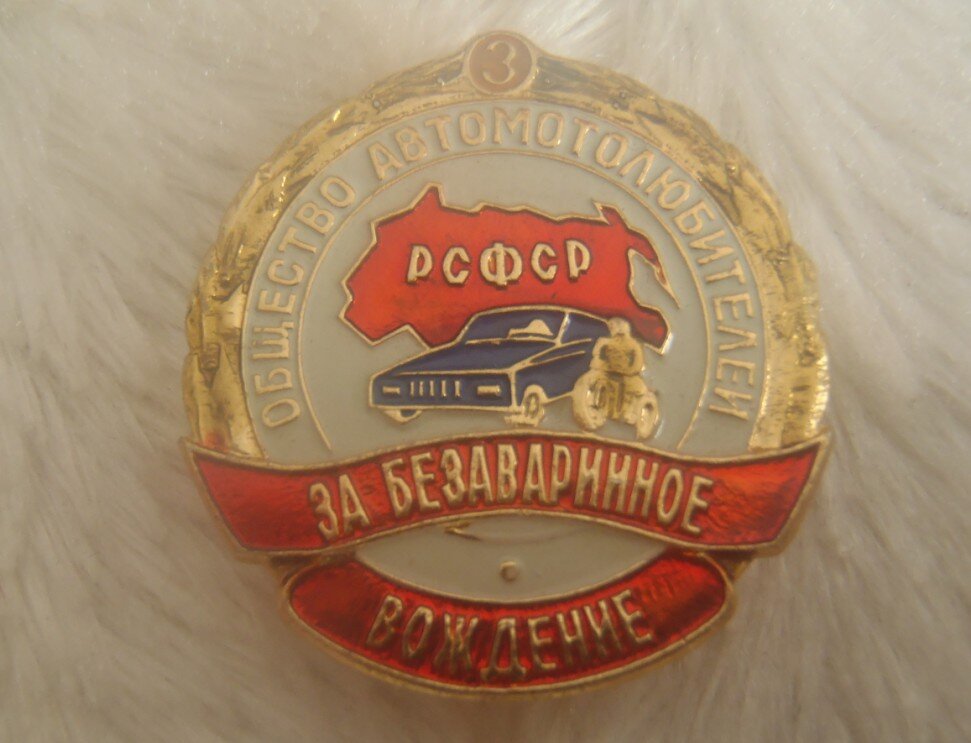 3
ОБЩЕСТВО АВТОМОТОЛЮБИТЕЛЕЙ
РСФСР
ЗА БЕЗАВАРИЙНОЕ
ВОЖДЕНИЕ